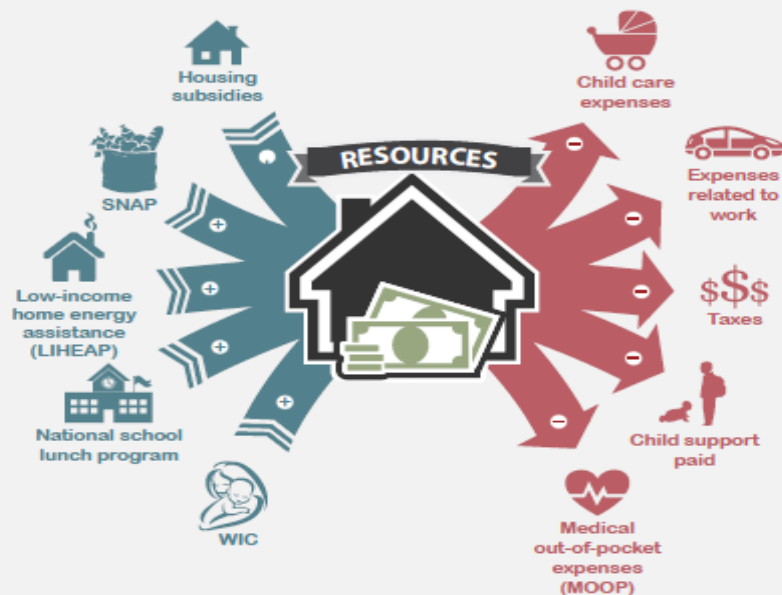 Housing
subsidies
SNAP
Low-income
home energy
assistance
(LIHEAP)
National school
lunch program
WIC
RESOURCES
Child care
expenses
Expenses
related to
work
$$$
Taxes
Child support
paid
Medical
out-of-pocket
expenses
(MOOP)